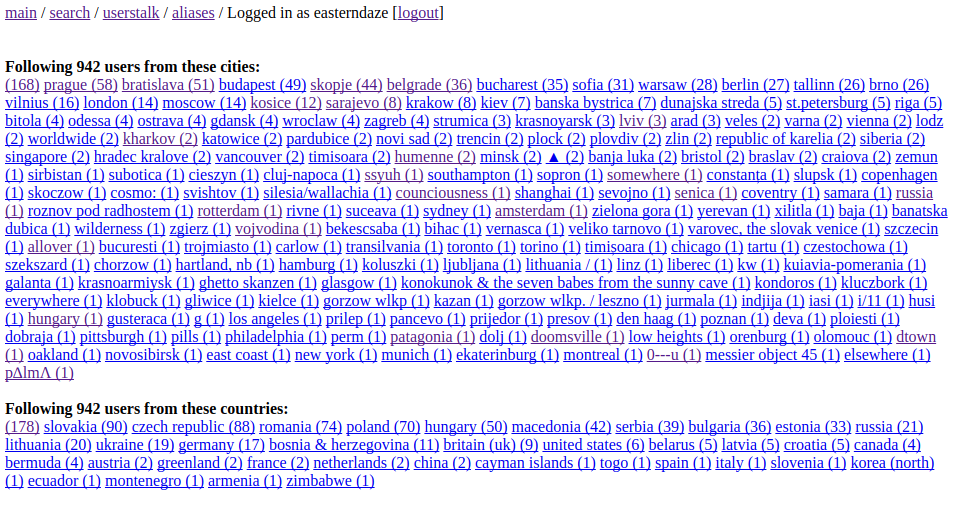 main / search / userstalk / aliases / Logged in as easterndaze [logout]
Following 942 users from these cities:
(168) prague (58) bratislava (51) budapest (49) skopje (44) belgrade (36) bucharest (35) sofia (31) warsaw (28) berlin (27) tallinn (26) brno (26)
vilnius (16) london (14) moscow (14) kosice (12) sarajevo (8) krakow (8) kiev (7) banska bystrica (7) dunajska streda (5) st.petersburg (5) riga (5)
bitola (4) odessa (4) ostrava (4) gdansk (4) wroclaw (4) zagreb (4) strumica (3) krasnoyarsk (3) lviv (3) arad (3) veles (2) varna (2) vienna (2) lodz
(2) worldwide (2) kharkov (2) katowice (2) pardubice (2) novi sad (2) trencin (2) plock (2) plovdiv (2) zlin (2) republic of karelia (2) siberia (2)
singapore (2) hradec kralove (2) vancouver (2) timisoara (2) humenne (2) minsk (2) ▲ (2) banja luka (2) bristol (2) braslav (2) craiova (2) zemun
(1) sirbistan (1) subotica (1) cieszyn (1) cluj-napoca (1) ssyuh (1) southampton (1) sopron (1) somewhere (1) constanța (1) slupsk (1) copenhagen
(1) skoczow (1) cosmo: (1) svishtov (1) silesia/wallachia (1) counciousness (1) shanghai (1) sevojno (1) senica (1) coventry (1) samara (1) russia
(1) roznov pod radhostem (1) rotterdam (1) rivne (1) suceava (1) sydney (1) amsterdam (1) zielona gora (1) yerevan (1) xilitla (1) baja (1) banatska
dubica (1) wilderness (1) zgierz (1) vojvodina (1) bekescsaba (1) bihac (1) vernasca (1) veliko tarnovo (1) varovec, the slovak venice (1) szczecin
(1) allover (1) bucuresti (1) trojmiasto (1) carlow (1) transilvania (1) toronto (1) torino (1) timișoara (1) chicago (1) tartu (1) czestochowa (1)
szekszard (1) chorzow (1) hartland, nb (1) hamburg (1) koluszki (1) ljubljana (1) lithuania / (1) linz (1) liberec (1) kw (1) kuiavia-pomerania (1)
galanta (1) krasnoarmiysk (1) ghetto skanzen (1) glasgow (1) konokunok & the seven babes from the sunny cave (1) kondoros (1) kluczbork (1)
everywhere (1) klobuck (1) gliwice (1) kielce (1) gorzow wlkp (1) kazan (1) gorzow wlkp. / leszno (1) jurmala (1) indjija (1) iasi (1) i/11 (1) husi
(1) hungary (1) gusteraca (1) g (1) los angeles (1) prilep (1) pancevo (1) prijedor (1) presov (1) den haag (1) poznan (1) deva (1) ploiesti (1)
dobraja (1) pittsburgh (1) pills (1) philadelphia (1) perm (1) patagonia (1) dolj (1) doomsville (1) low heights (1) orenburg (1) olomouc (1) dtown
(1) oakland (1) novosibirsk (1) east coast (1) new york (1) munich (1) ekaterinburg (1) montreal (1) 0---u (1) messier object 45 (1) elsewhere (1)
pΔlmΛ (1)
Following 942 users from these countries:
(178) slovakia (90) czech republic (88) romania (74) poland (70) hungary (50) macedonia (42) serbia (39) bulgaria (36) estonia (33) russia (21)
lithuania (20) ukraine (19) germany (17) bosnia & herzegovina (11) britain (uk) (9) united states (6) belarus (5) latvia (5) croatia (5) canada (4)
bermuda (4) austria (2) greenland (2) france (2) netherlands (2) china (2) cayman islands (1) togo (1) spain (1) italy (1) slovenia (1) korea (north)
(1) ecuador (1) montenegro (1) armenia (1) zimbabwe (1)